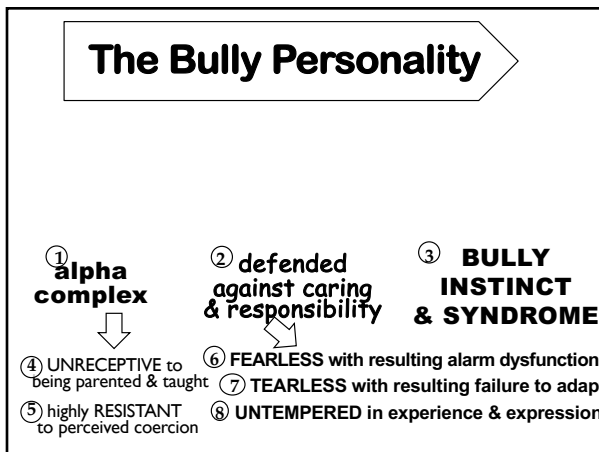 The Bully Personality
① alpha
complex
② defended
against caring
& responsibility
③ BULLY
INSTINCT
& SYNDROME
④ UNRECEPTIVE to
being parented & taught
⑤ highly RESISTANT
to perceived coercion
⑥ FEARLESS with resulting alarm dysfunction
⑦ TEARLESS with resulting failure to adap
⑧ UNTEMPERED in experience & expression